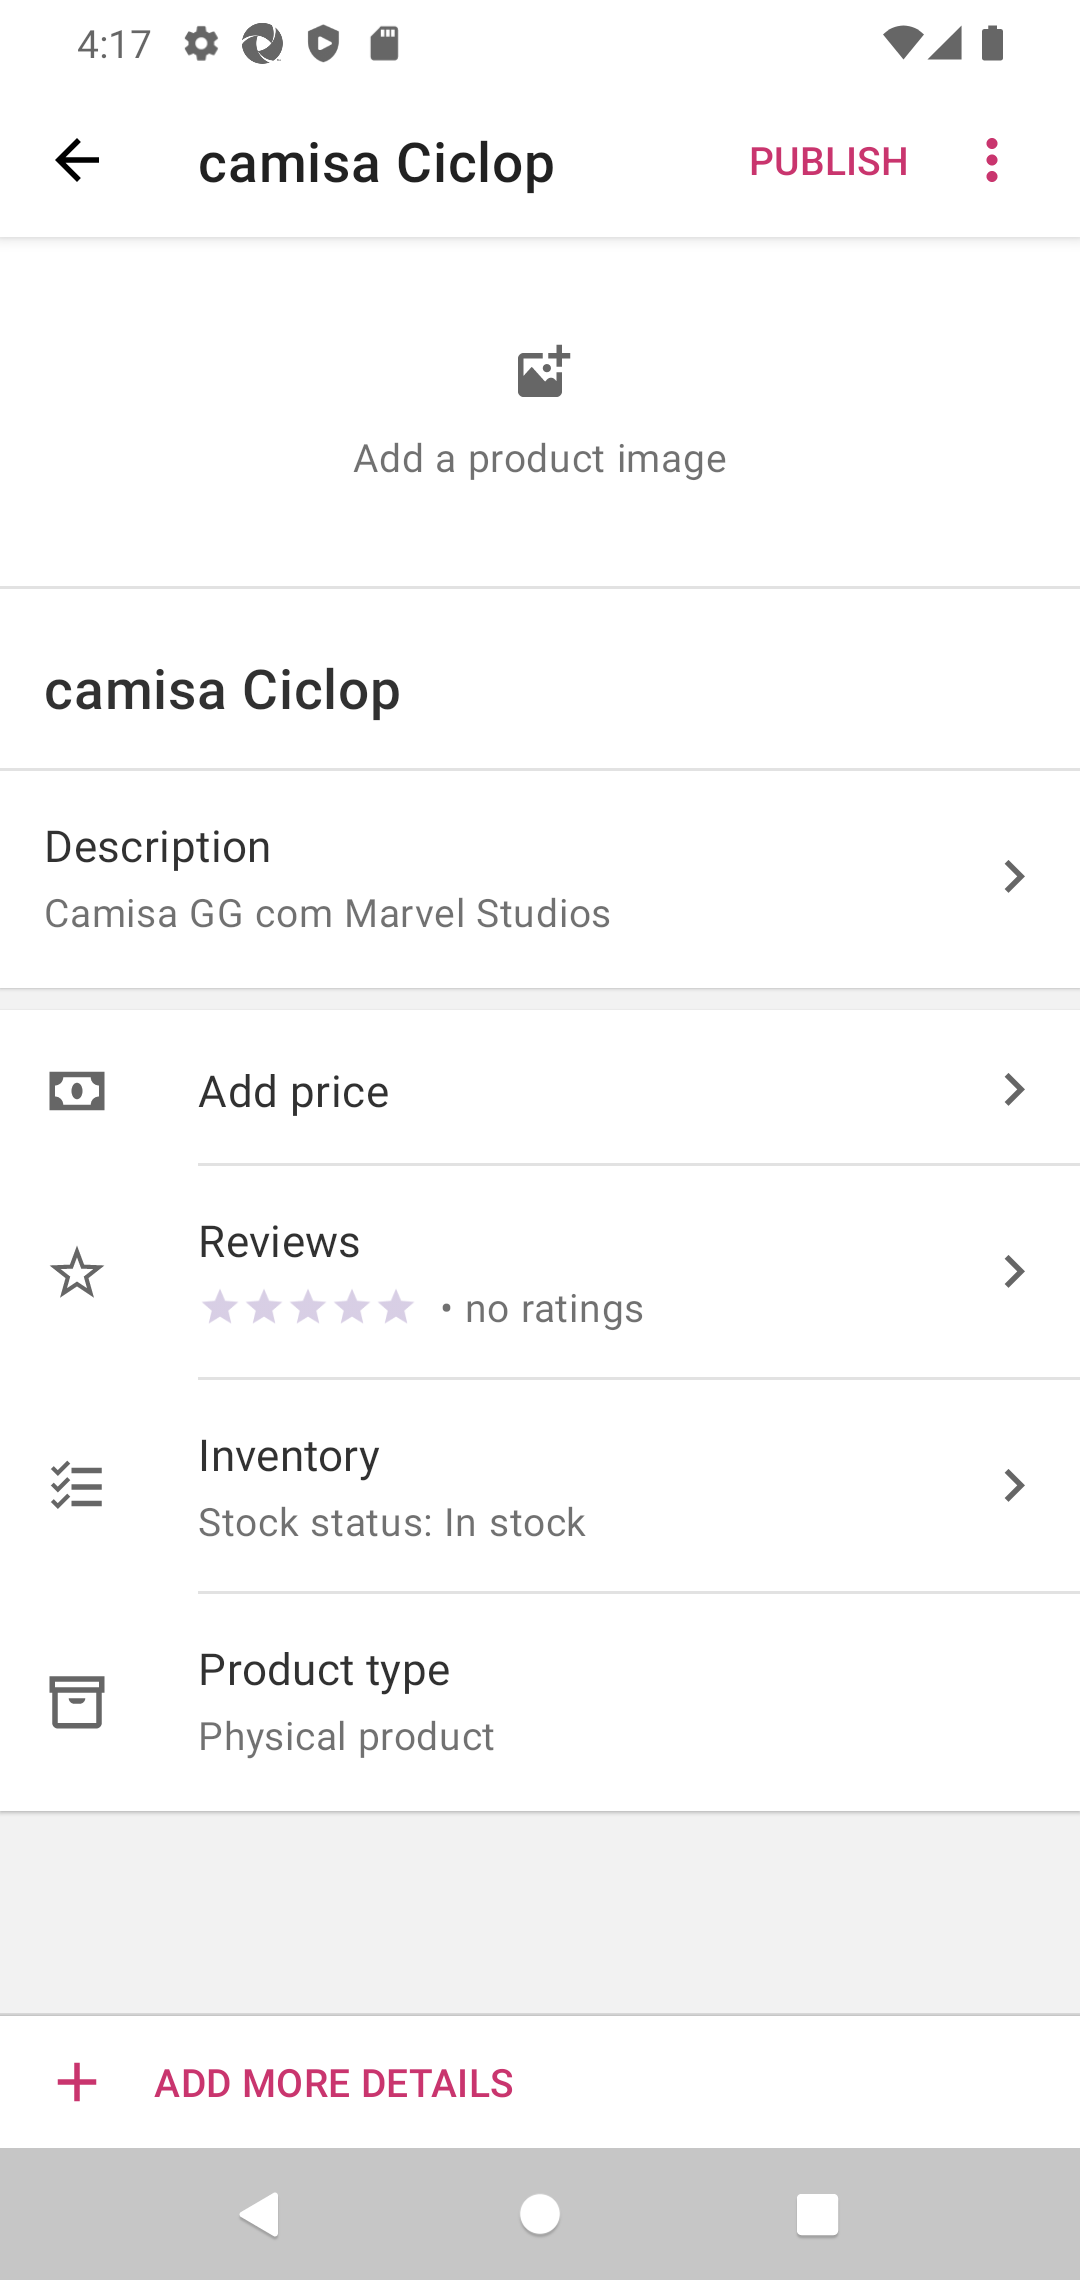 4:17
camisa Ciclop
PUBLISH
Add a product image
camisa Ciclop
Description
Camisa GG com Marvel Studios
Add price
Reviews
• no ratings
Inventory
Stock status: In stock
Product type
Physical product
ADD MORE DETAILS